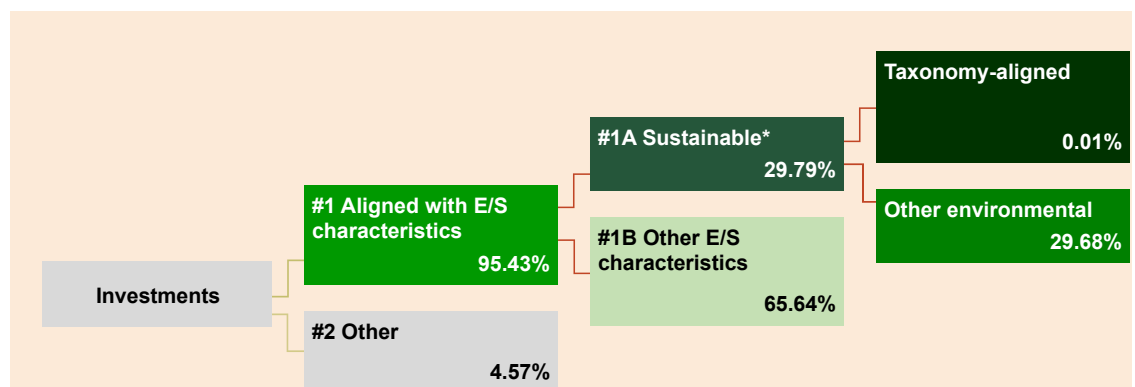 Investments
#1 Aligned with E/S
characteristics
95.43%
#2 Other
4.57%
#1A Sustainable*
29.79%
#1B Other E/S
characteristics
65.64%
Taxonomy-aligned
0.01%
Other environmental
29.68%